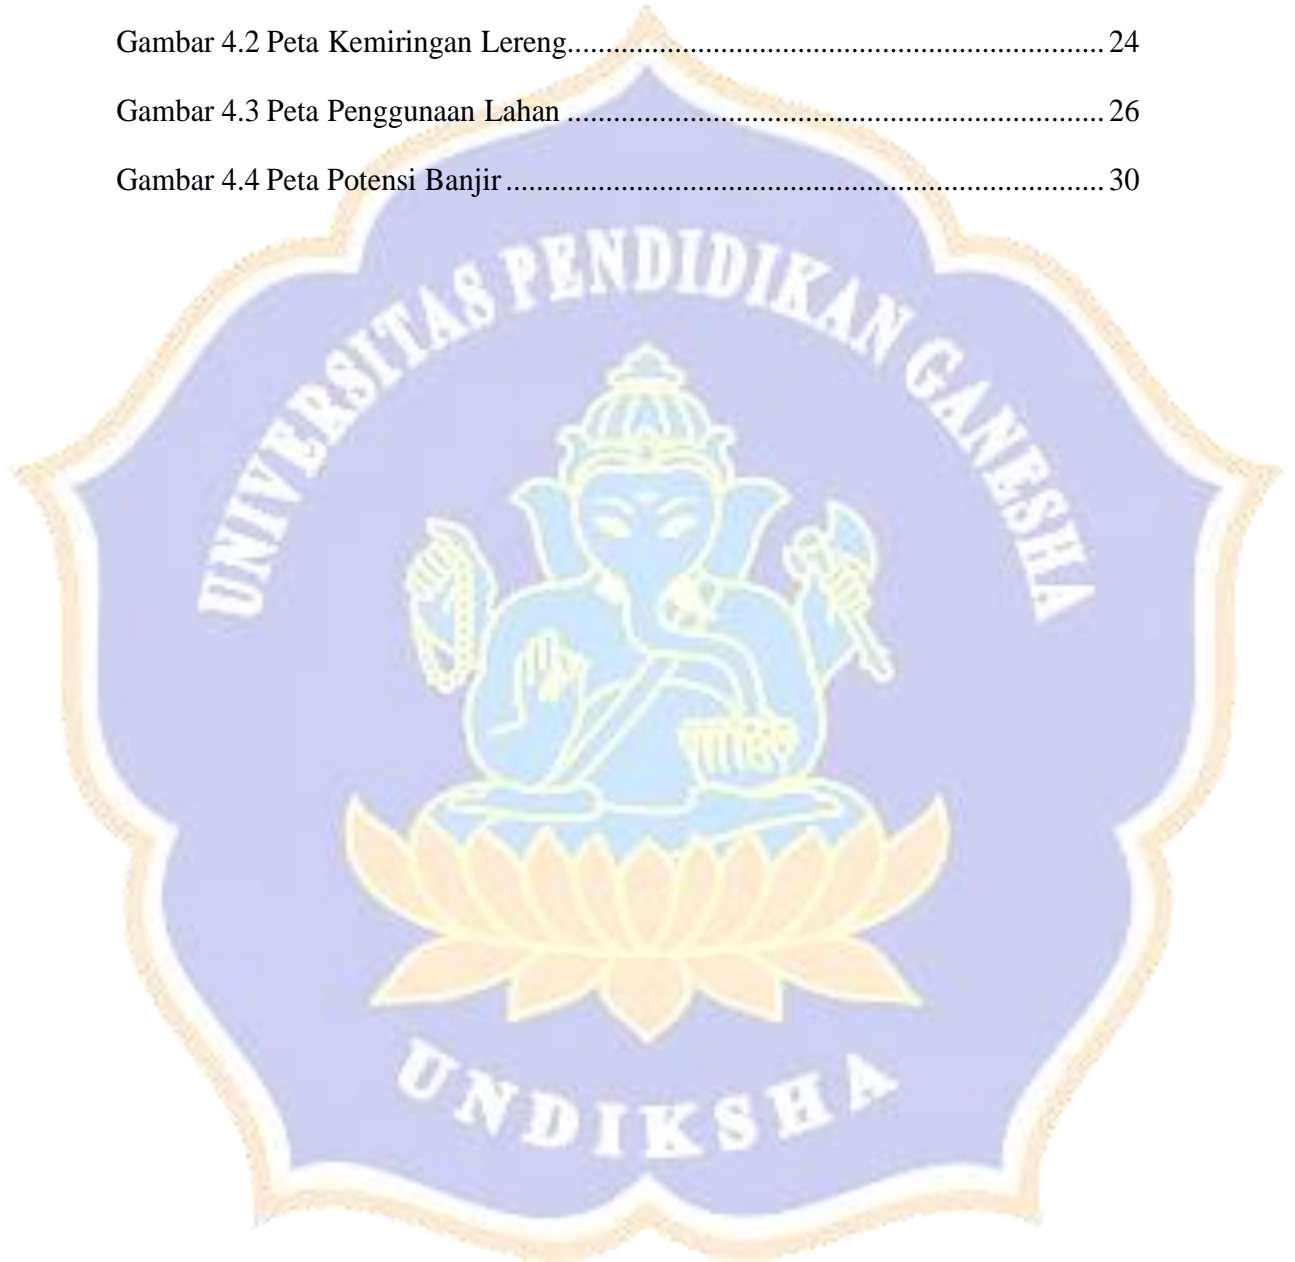 Gambar 4.2 Peta Kemiringan Lereng...................................................................... 24
Gambar 4.3 Peta Penggunaan Lahan ...................................................................... 26
Gambar 4.4 Peta Potensi Banjir .............................................................................. 30
UNIVERSITAS PENDIDIKAN GANESHA
UNDIKSHA